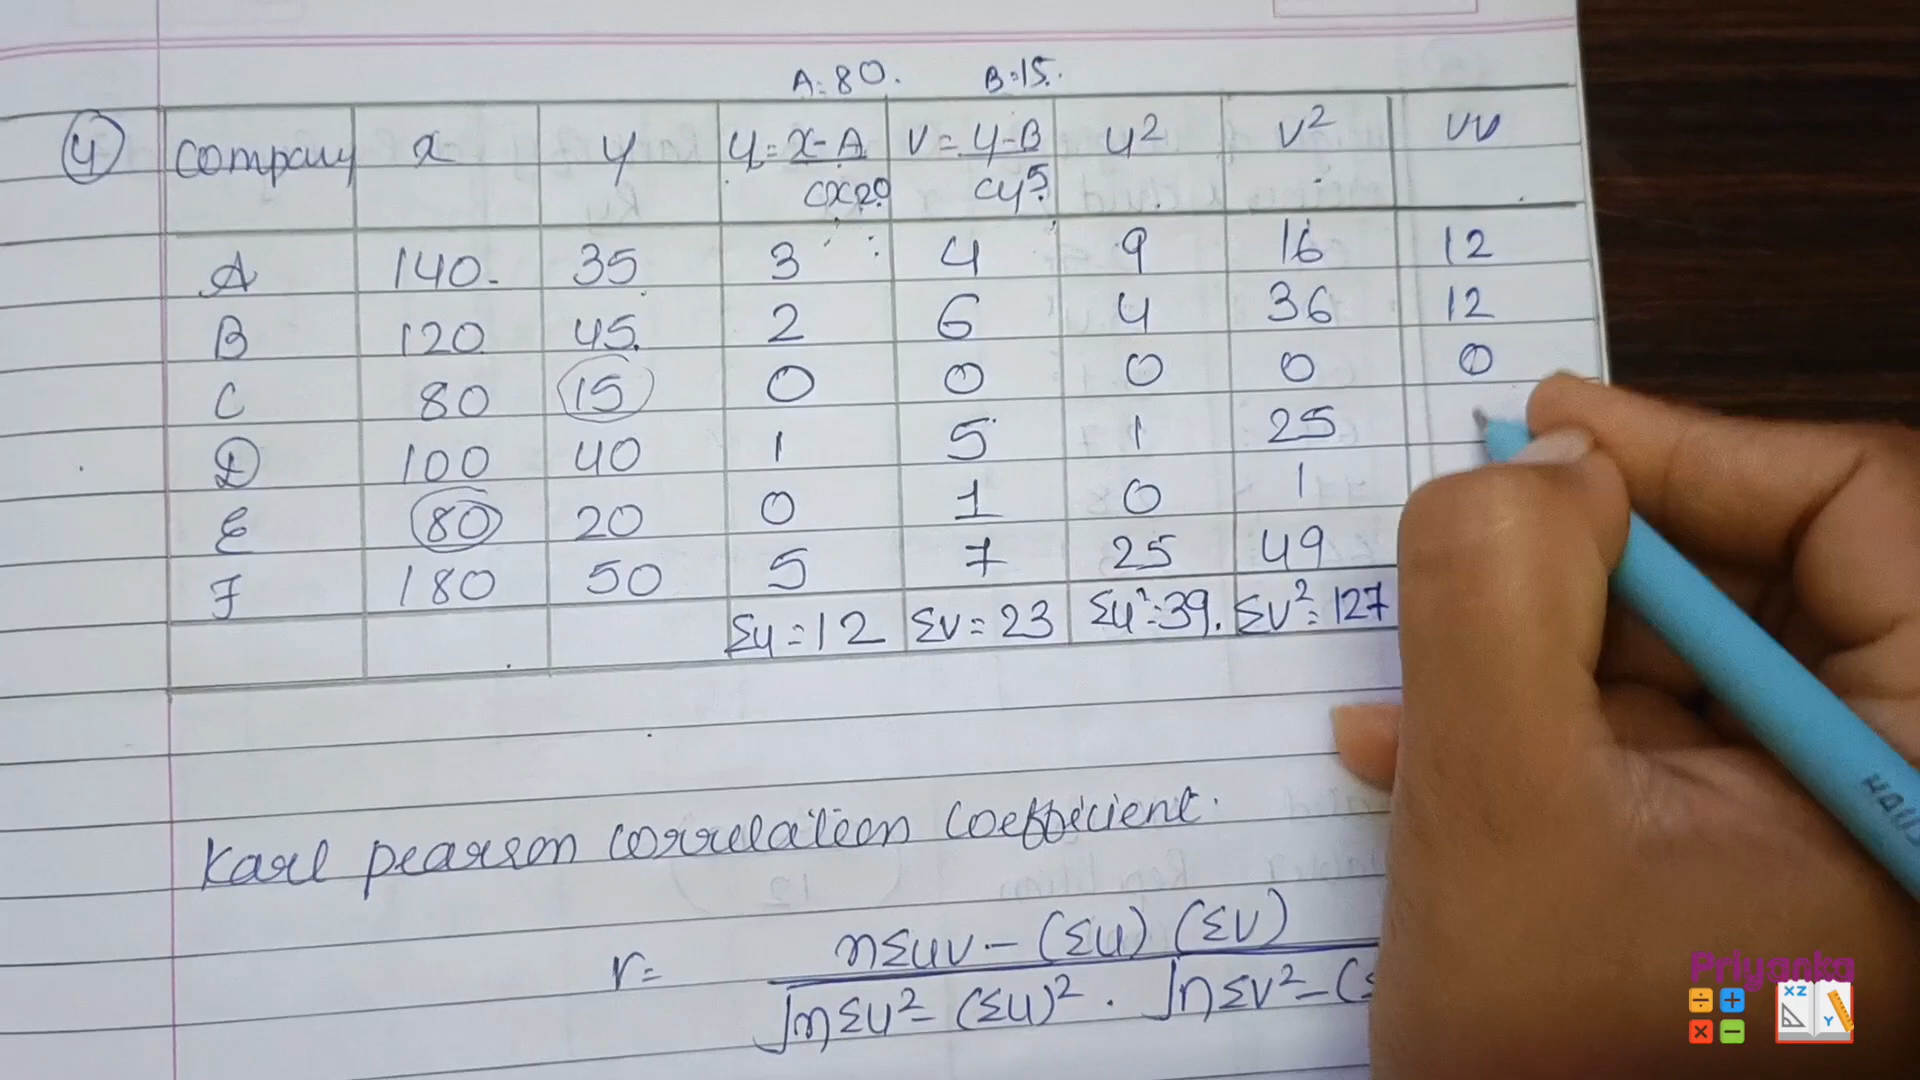 A=80. B=15.
4 Company x y u=x-A/cx20 v=y-B/cy5 u² v² uv
A 140 35 3 4 9 16 12
B 120 45 2 6 4 36 12
C 80 15 0 0 0 0 0
D 100 40 1 5 1 25
E 80 20 0 1 0 1
F 180 50 5 7 25 49
Σu=12 Σv=23 Σu²=39. Σv²=127
Karl pearson correlation coefficient.
r= nΣuv-(Σu)(Σv)
√nΣu²-(Σu)². √nΣv²-(Σ
Priyanka
÷ + XZ
× − Y